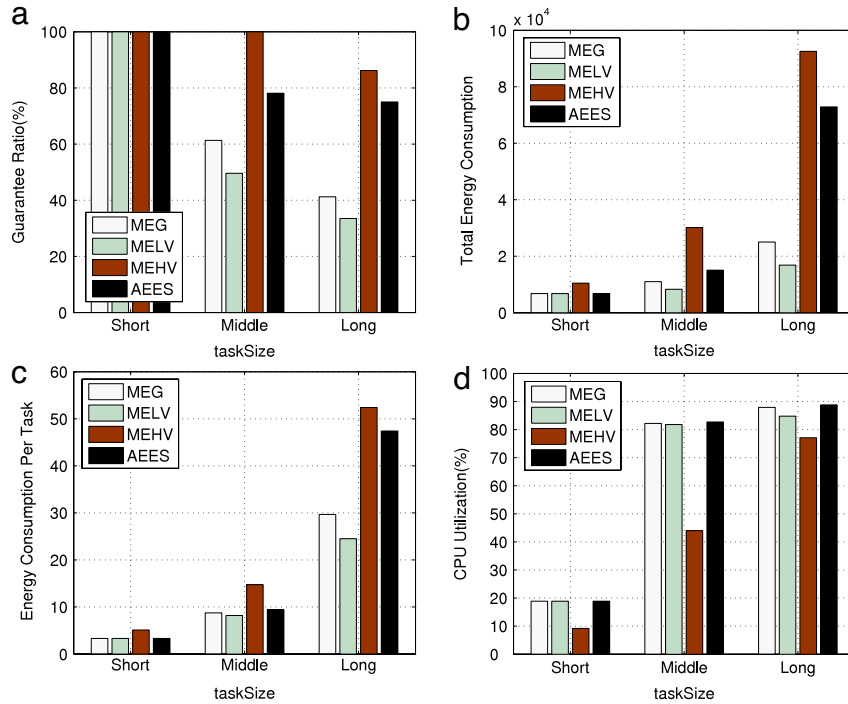 a
Guarantee Ratio(%)
100
80
60
40
20
0
MEG
MELV
MEHV
AEES
Short Middle Long
taskSize
b
x 10^4
Total Energy Consumption
10
8
6
4
2
0
MEG
MELV
MEHV
AEES
Short Middle Long
taskSize
c
Energy Consumption Per Task
60
50
40
30
20
10
0
MEG
MELV
MEHV
AEES
Short Middle Long
taskSize
d
CPU Utilization(%)
100
90
80
70
60
50
40
30
20
10
0
MEG
MELV
MEHV
AEES
Short Middle Long
taskSize